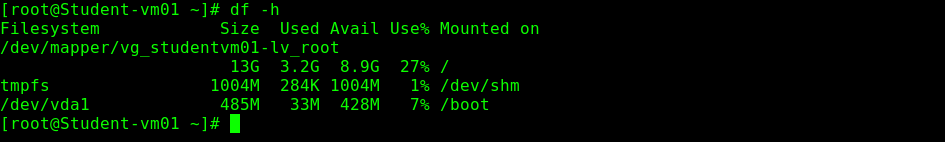 [root@Student-vm01 ~]# df -h
Filesystem            Size  Used Avail Use% Mounted on
/dev/mapper/vg_studentvm01-lv_root
                       13G  3.2G  8.9G  27% /
tmpfs                1004M  284K 1004M   1% /dev/shm
/dev/vda1             485M   33M  428M   7% /boot
[root@Student-vm01 ~]#